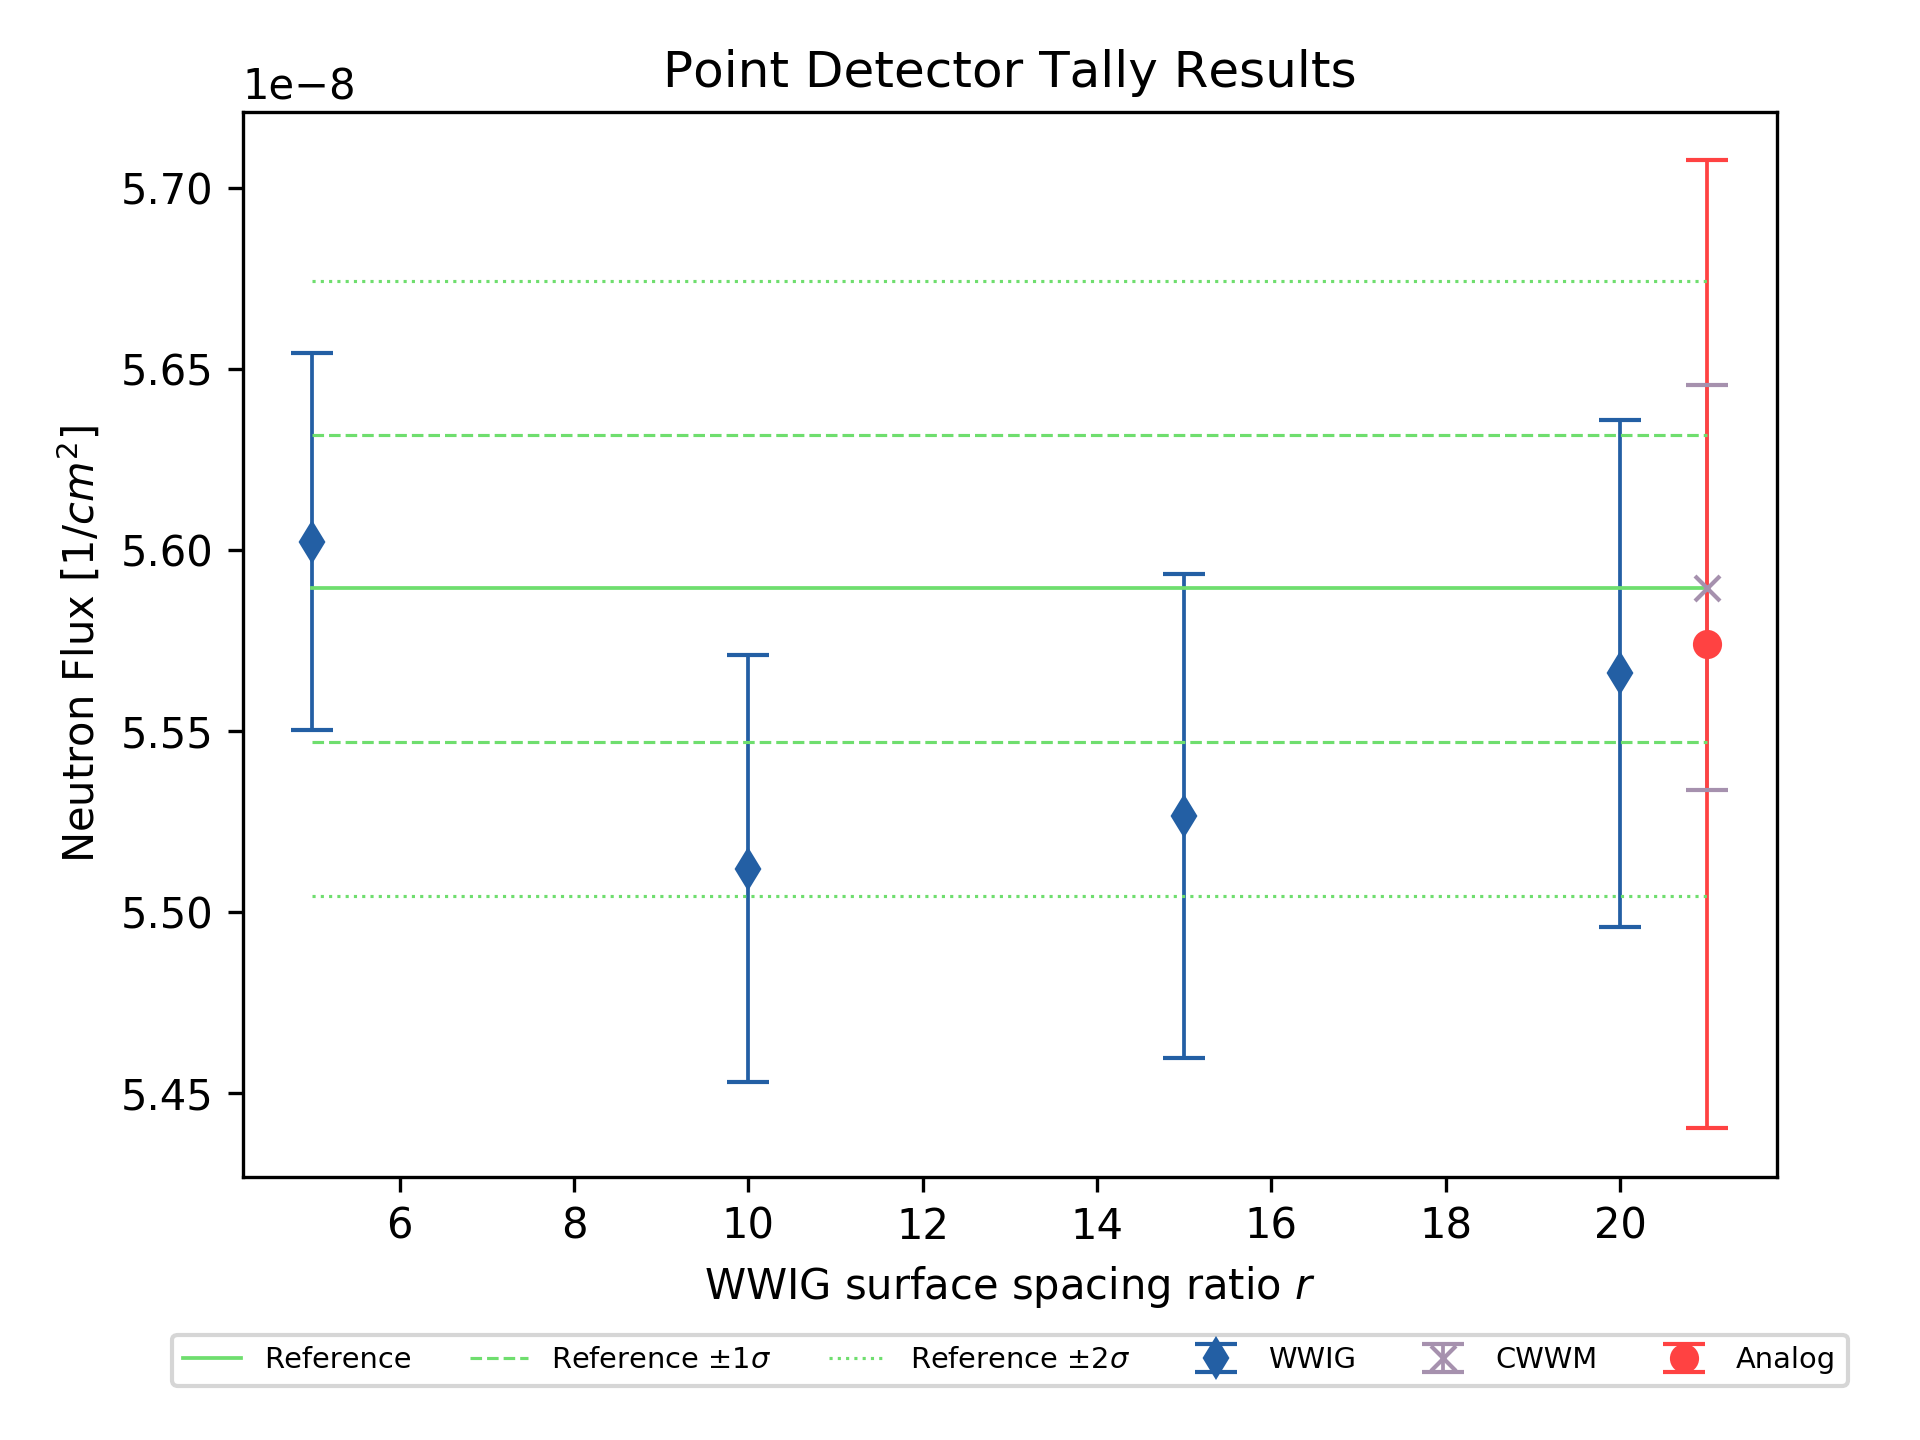 Point Detector Tally Results
1e−8
5.70
5.65
5.60
5.55
5.50
5.45
Neutron Flux [1/cm²]
6 8 10 12 14 16 18 20
WWIG surface spacing ratio r
Reference Reference ±1σ Reference ±2σ WWIG CWWM Analog